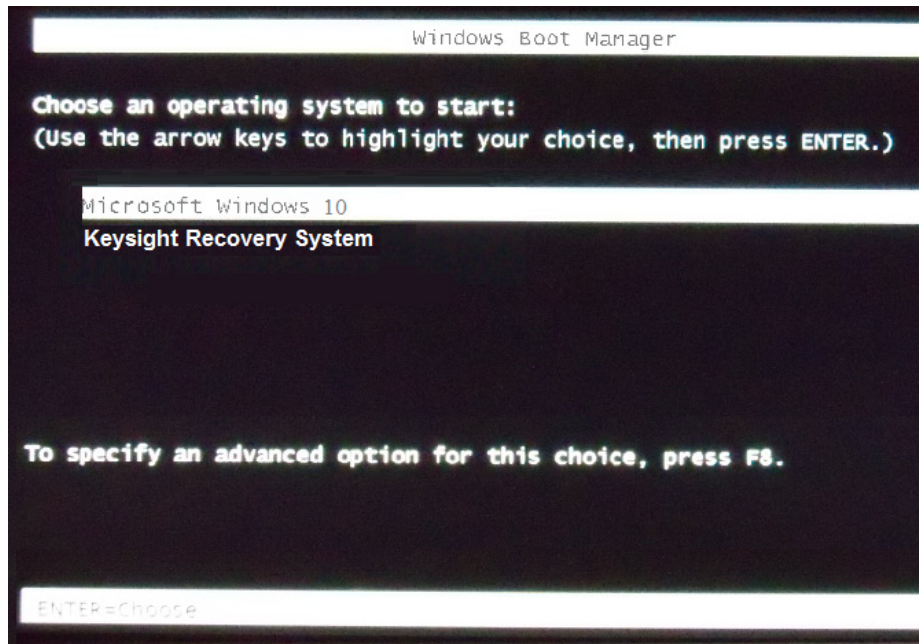 Windows Boot Manager
Choose an operating system to start:
(Use the arrow keys to highlight your choice, then press ENTER.)
Microsoft Windows 10
Keysight Recovery System
To specify an advanced option for this choice, press F8.
ENTER=Choose